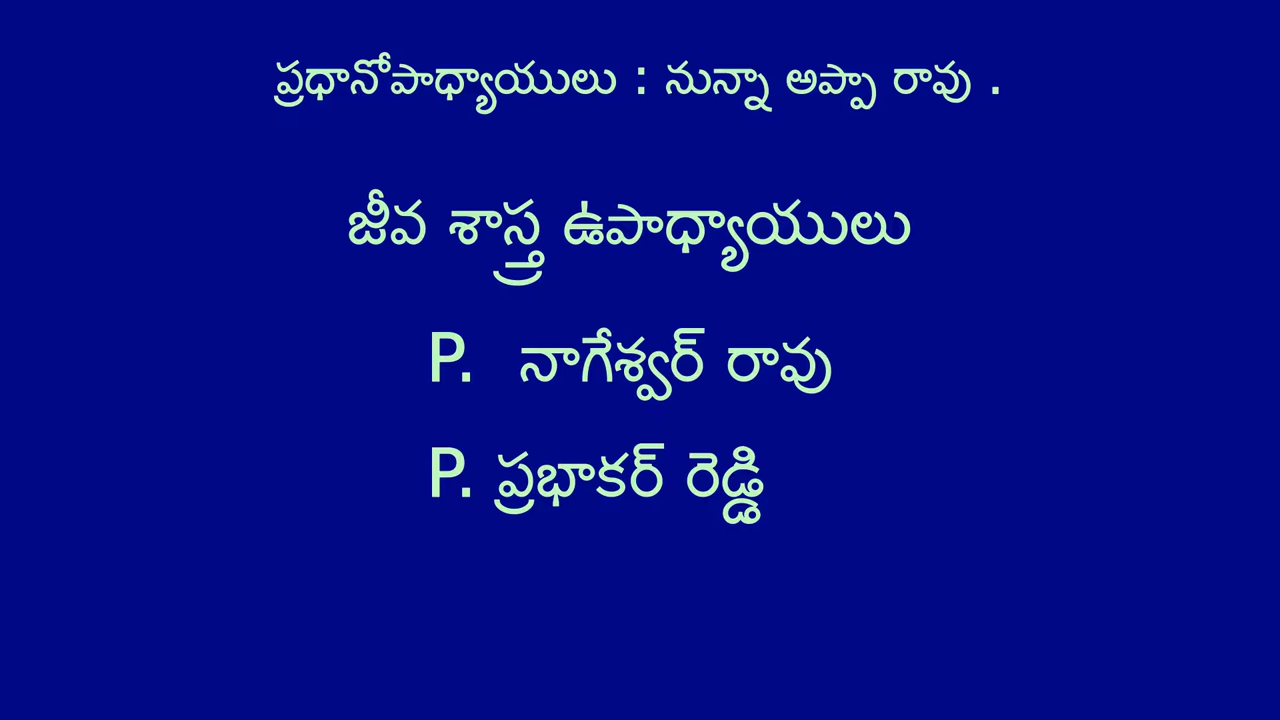 ప్రధానోపాధ్యాయులు : నున్నా అప్పా రావు .
జీవ శాస్త్ర ఉపాధ్యాయులు
P. నాగేశ్వర్ రావు
P. ప్రభాకర్ రెడ్డి